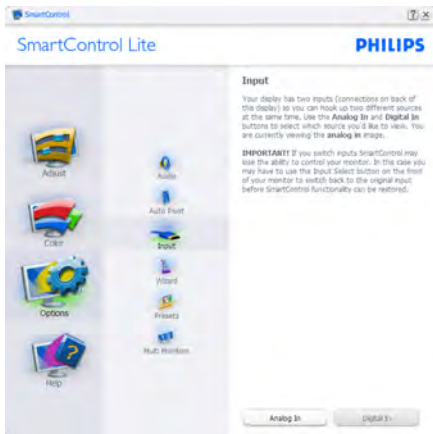 SmartControl
SmartControl Lite
PHILIPS
Adjust
Color
Options
Help
Audio
Auto Pivot
Input
Wizard
Presets
Multi Monitors
Input
Your display has two inputs (connections on back of
this display) so you can hook up two different sources
at the same time. Use the Analog In and Digital In
buttons to select which source you'd like to view. You
are currently viewing the analog in image.
IMPORTANT! If you switch inputs SmartControl may
lose the ability to control your monitor. In this case you
may have to use the Input Select button on the front
of your monitor to switch back to the original input
before SmartControl functionality can be restored.
Analog In
Digital In